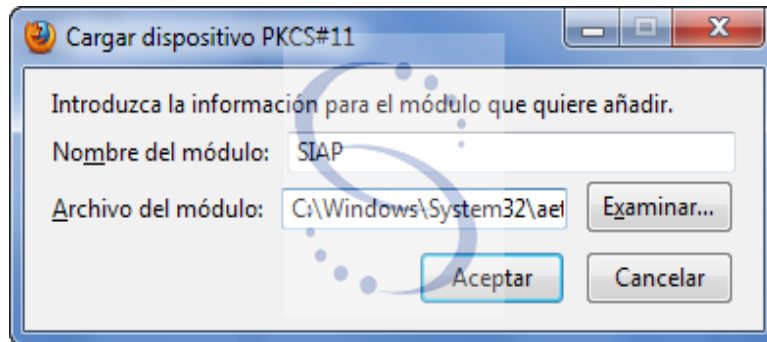 Cargar dispositivo PKCS#11
Introduzca la información para el módulo que quiere añadir.
Nombre del módulo: SIAP
Archivo del módulo: C:\Windows\System32\aet Examinar...
Aceptar Cancelar